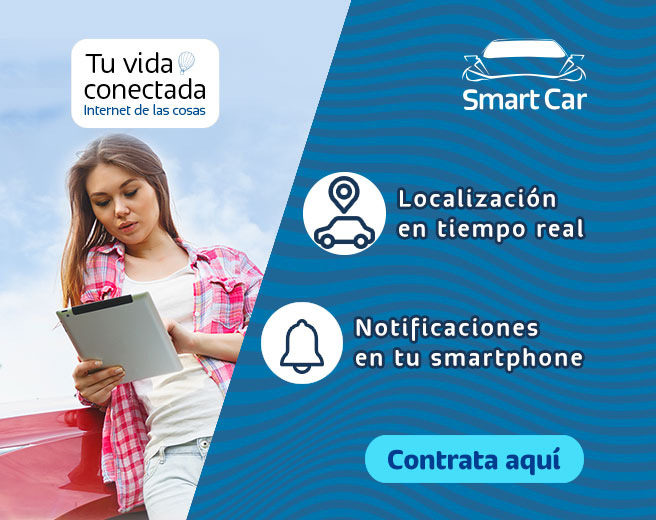 Tu vida
conectada
Internet de las cosas
Smart Car
Localización
en tiempo real
Notificaciones
en tu smartphone
Contrata aquí